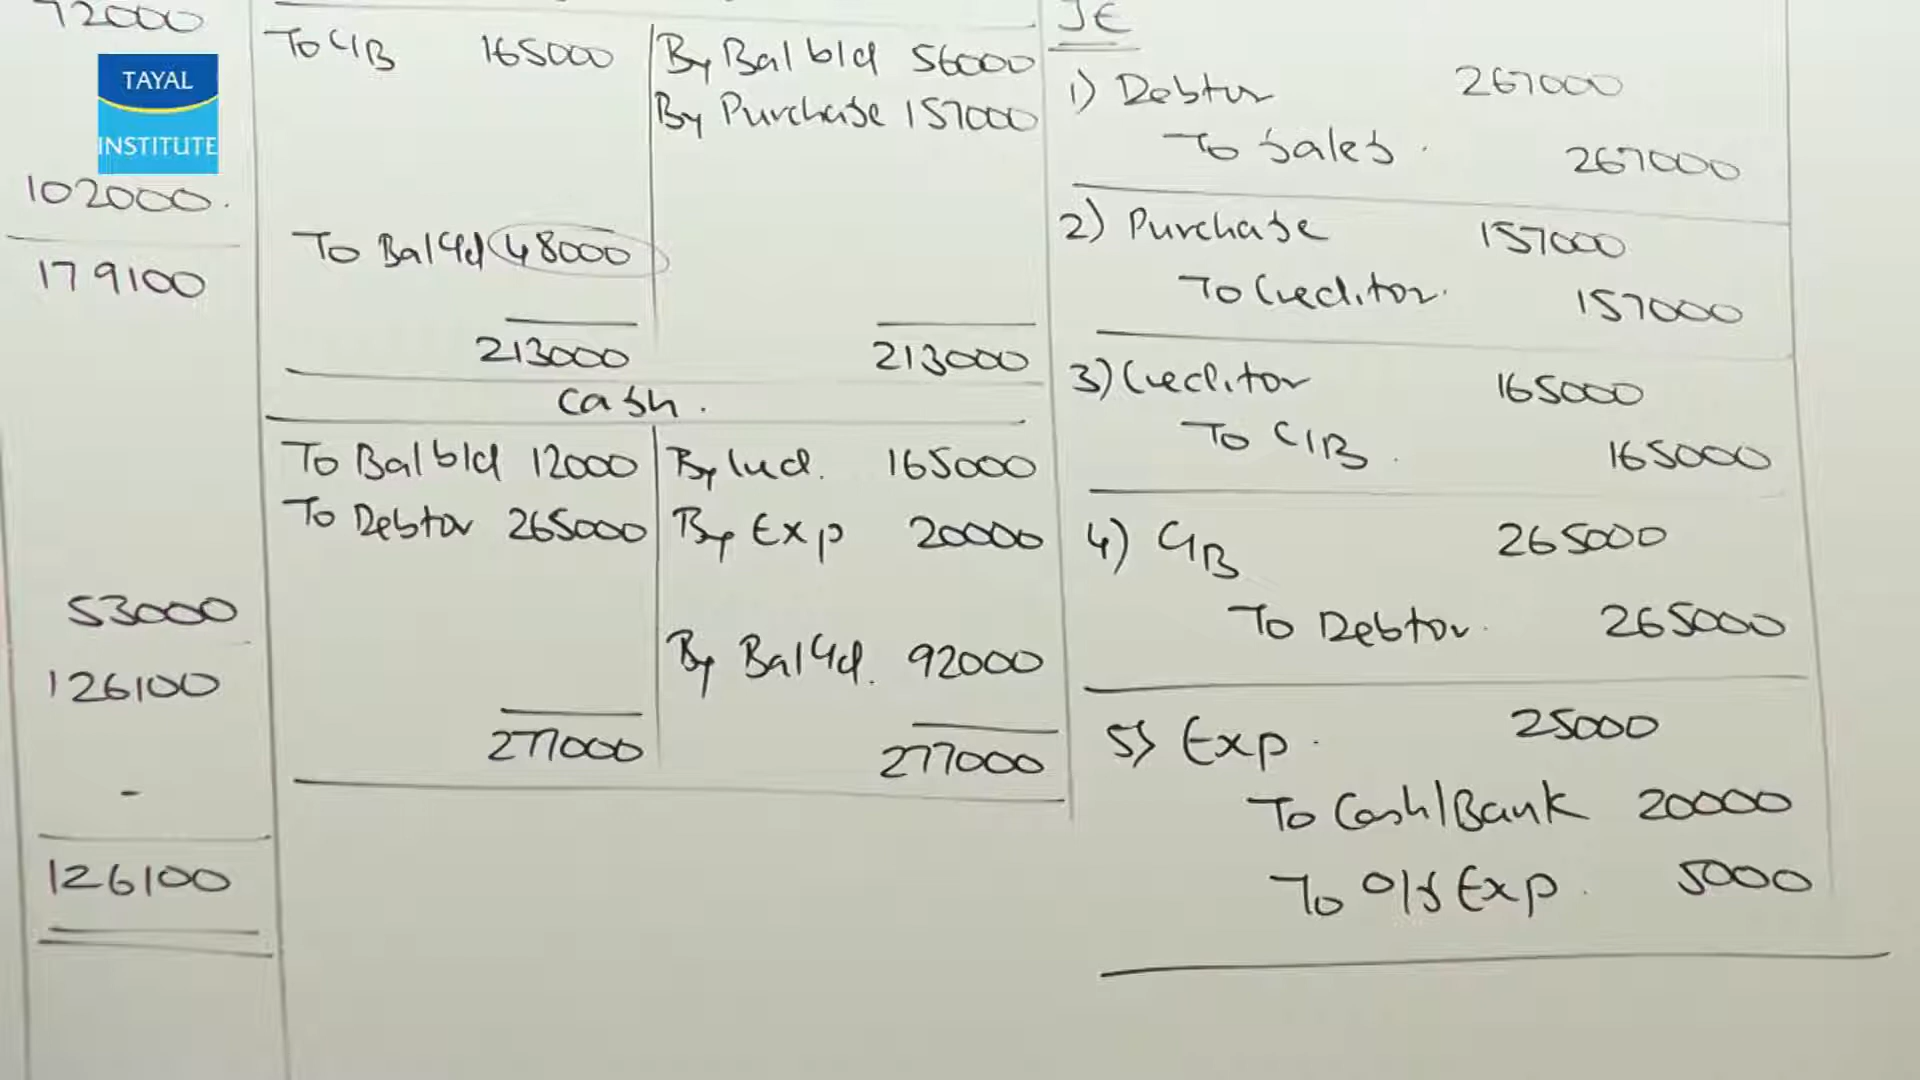 72000
TAYAL
INSTITUTE
102000.
179100
53000
126100
-
126100
To C/B 165000 By Bal b/d 56000
By Purchase 157000
To Bal c/d 48000
213000 213000
Cash.
To Bal b/d 12000 By Cred. 165000
To Debtor 265000 By Exp 20000
By Bal c/d. 92000
277000 277000
JE
1) Debtor 267000
To Sales. 267000
2) Purchase 157000
To Creditor. 157000
3) Creditor 165000
To C/B. 165000
4) C/B 265000
To Debtor. 265000
5) Exp. 25000
To Cash/Bank 20000
To O/S Exp. 5000